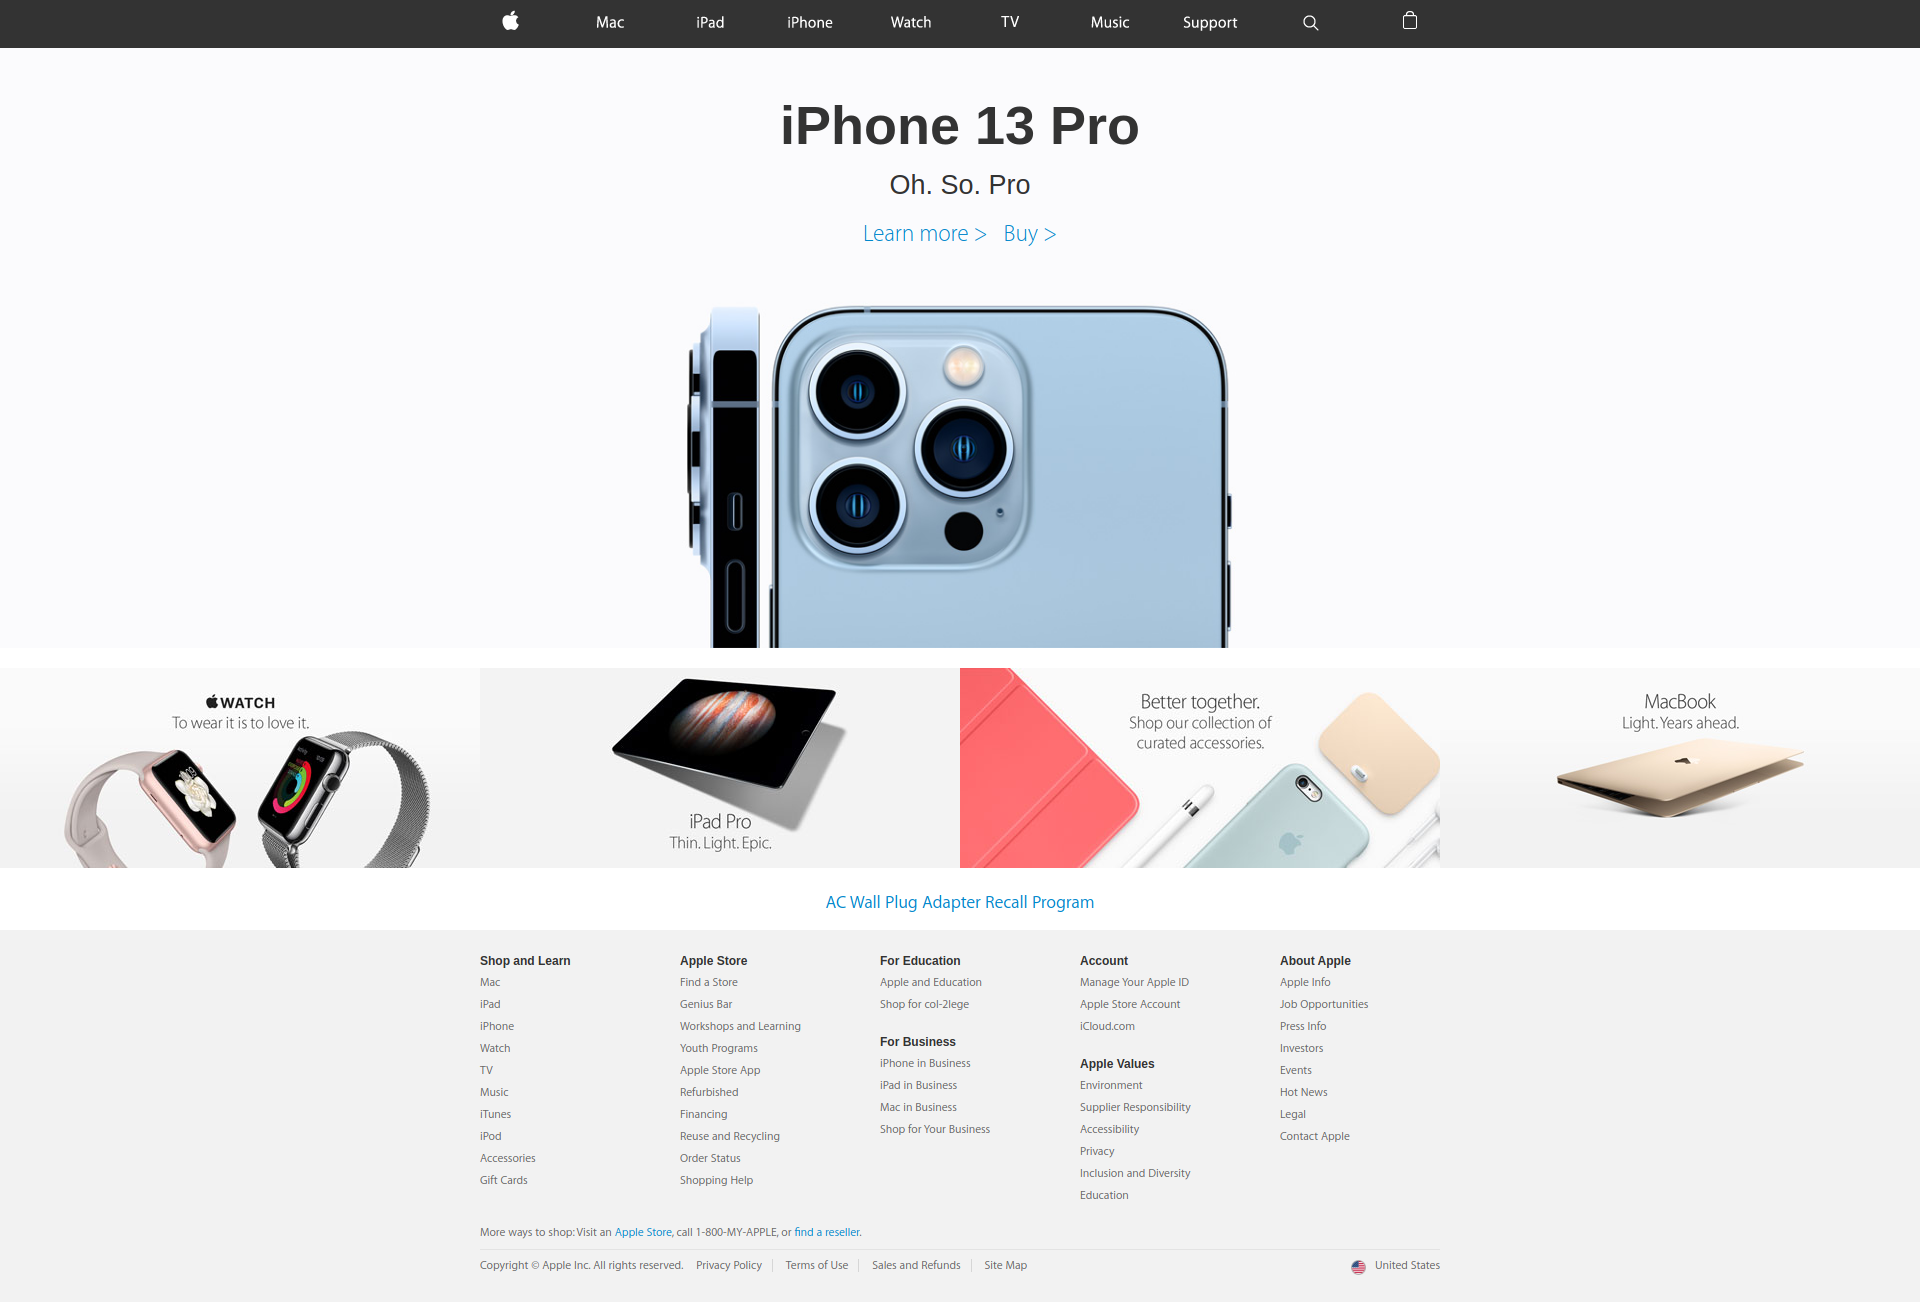 Mac iPad iPhone Watch TV Music Support
iPhone 13 Pro
Oh. So. Pro
Learn more > Buy >
WATCH
To wear it is to love it.
iPad Pro
Thin. Light. Epic.
Better together.
Shop our collection of
curated accessories.
MacBook
Light. Years ahead.
AC Wall Plug Adapter Recall Program
Shop and Learn
Mac
iPad
iPhone
Watch
TV
Music
iTunes
iPod
Accessories
Gift Cards
Apple Store
Find a Store
Genius Bar
Workshops and Learning
Youth Programs
Apple Store App
Refurbished
Financing
Reuse and Recycling
Order Status
Shopping Help
For Education
Apple and Education
Shop for col-2lege
For Business
iPhone in Business
iPad in Business
Mac in Business
Shop for Your Business
Account
Manage Your Apple ID
Apple Store Account
iCloud.com
Apple Values
Environment
Supplier Responsibility
Accessibility
Privacy
Inclusion and Diversity
Education
About Apple
Apple Info
Job Opportunities
Press Info
Investors
Events
Hot News
Legal
Contact Apple
More ways to shop: Visit an Apple Store, call 1-800-MY-APPLE, or find a reseller.
Copyright © Apple Inc. All rights reserved. Privacy Policy Terms of Use Sales and Refunds Site Map United States